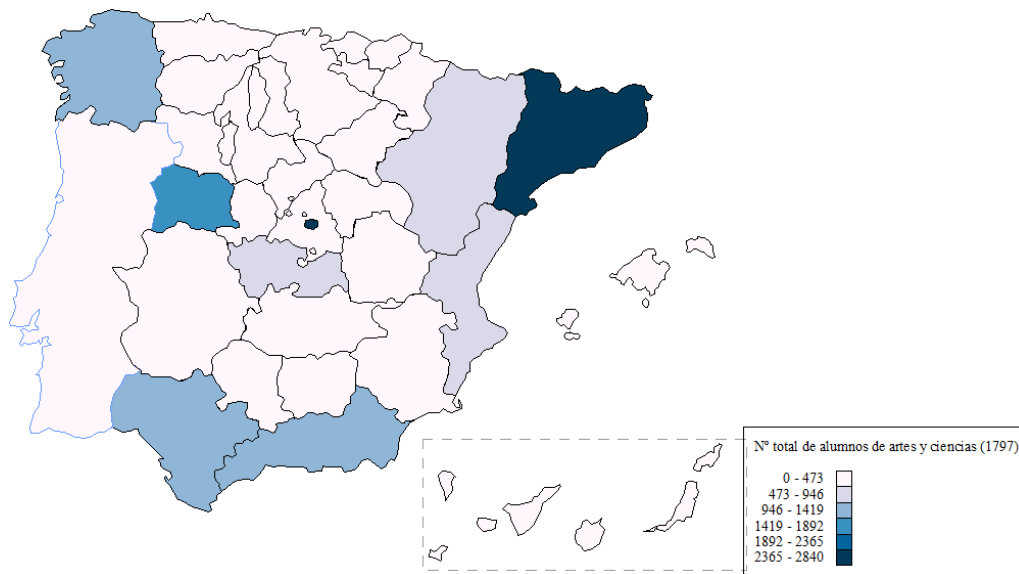 Nº total de alumnos de artes y ciencias (1797)
0 - 473
473 - 946
946 - 1419
1419 - 1892
1892 - 2365
2365 - 2840